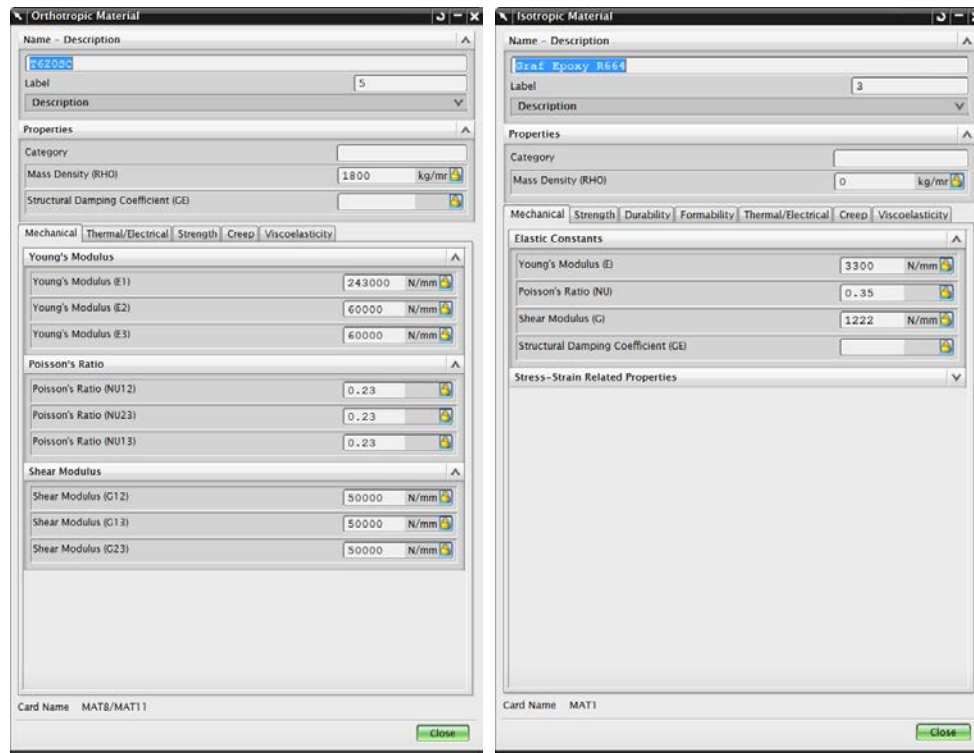 Orthotropic Material
Name - Description
T620SC
Label 5
Description
Properties
Category
Mass Density (RHO) 1800 kg/mr
Structural Damping Coefficient (GE)
Mechanical Thermal/Electrical Strength Creep Viscoelasticity
Young's Modulus
Young's Modulus (E1) 243000 N/mm
Young's Modulus (E2) 60000 N/mm
Young's Modulus (E3) 60000 N/mm
Poisson's Ratio
Poisson's Ratio (NU12) 0.23
Poisson's Ratio (NU23) 0.23
Poisson's Ratio (NU13) 0.23
Shear Modulus
Shear Modulus (G12) 50000 N/mm
Shear Modulus (G13) 50000 N/mm
Shear Modulus (G23) 50000 N/mm
Card Name MAT8/MAT11
Close
Isotropic Material
Name - Description
Graf Epoxy R664
Label 3
Description
Properties
Category
Mass Density (RHO) 0 kg/mr
Mechanical Strength Durability Formability Thermal/Electrical Creep Viscoelasticity
Elastic Constants
Young's Modulus (E) 3300 N/mm
Poisson's Ratio (NU) 0.35
Shear Modulus (G) 1222 N/mm
Structural Damping Coefficient (GE)
Stress-Strain Related Properties
Card Name MAT1
Close